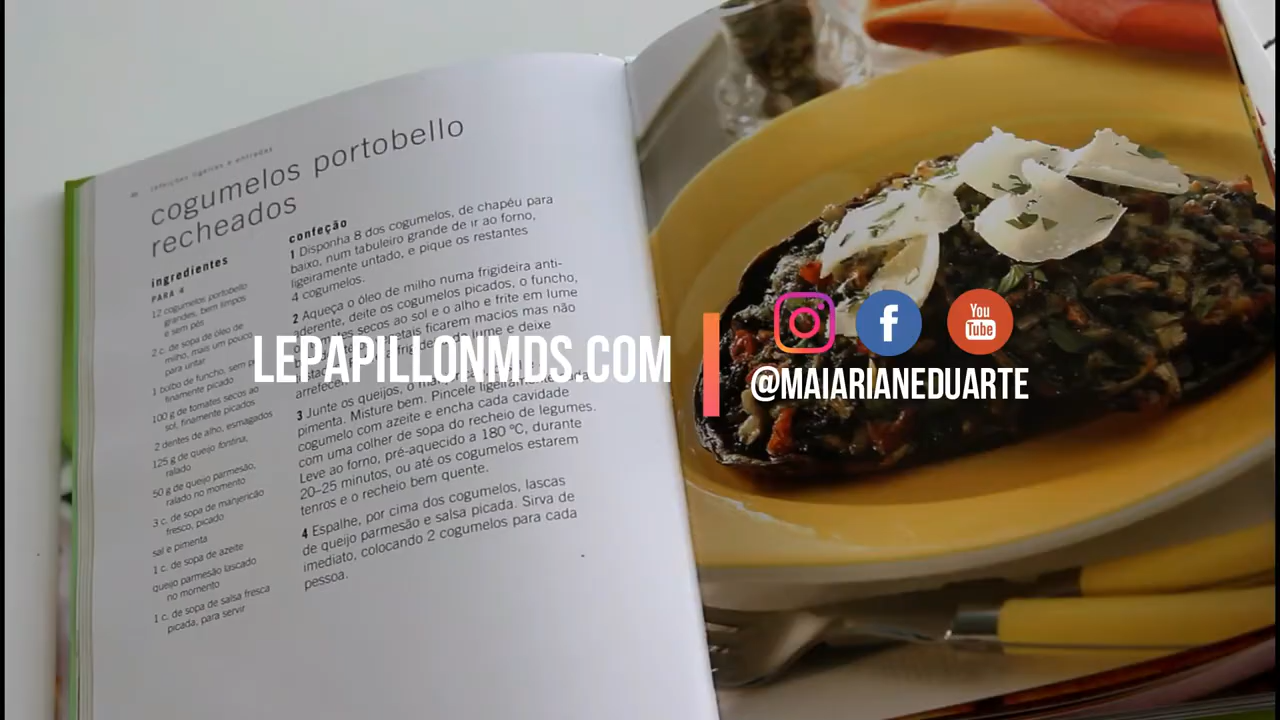 refeições ligeiras e entradas
cogumelos portobello
recheados
ingredientes
PARA 4
12 cogumelos portobello
grandes, bem limpos
e sem pés
2 c. de sopa de óleo de
milho, mais um pouco
para untar
1 bolbo de funcho, sem
finamente picado
100 g de tomates secos ao
sol, finamente picados
2 dentes de alho, esmagados
125 g de queijo fontina,
ralado
50 g de queijo parmesão,
ralado no momento
3 c. de sopa de manjericão
fresco, picado
sal e pimenta
1 c. de sopa de azeite
queijo parmesão lascado
no momento
1 c. de sopa de salsa fresca
picada, para servir
confeção
1 Disponha 8 dos cogumelos, de chapéu para
baixo, num tabuleiro grande de ir ao forno,
ligeiramente untado, e pique os restantes
4 cogumelos.
2 Aqueça o óleo de milho numa frigideira anti-
aderente, deite os cogumelos picados, o funcho,
secos ao sol e o alho e frite em lume
ficarem macios mas não
lume e deixe
3 Junte os queijos, o
pimenta. Misture bem. Pincele ligeiramente cada
cogumelo com azeite e encha cada cavidade
com uma colher de sopa do recheio de legumes.
Leve ao forno, pré-aquecido a 180 ºC, durante
20–25 minutos, ou até os cogumelos estarem
tenros e o recheio bem quente.
4 Espalhe, por cima dos cogumelos, lascas
de queijo parmesão e salsa picada. Sirva de
imediato, colocando 2 cogumelos para cada
pessoa.
LEPAPILLONMDS.COM
You
Tube
@MAIARIANEDUARTE